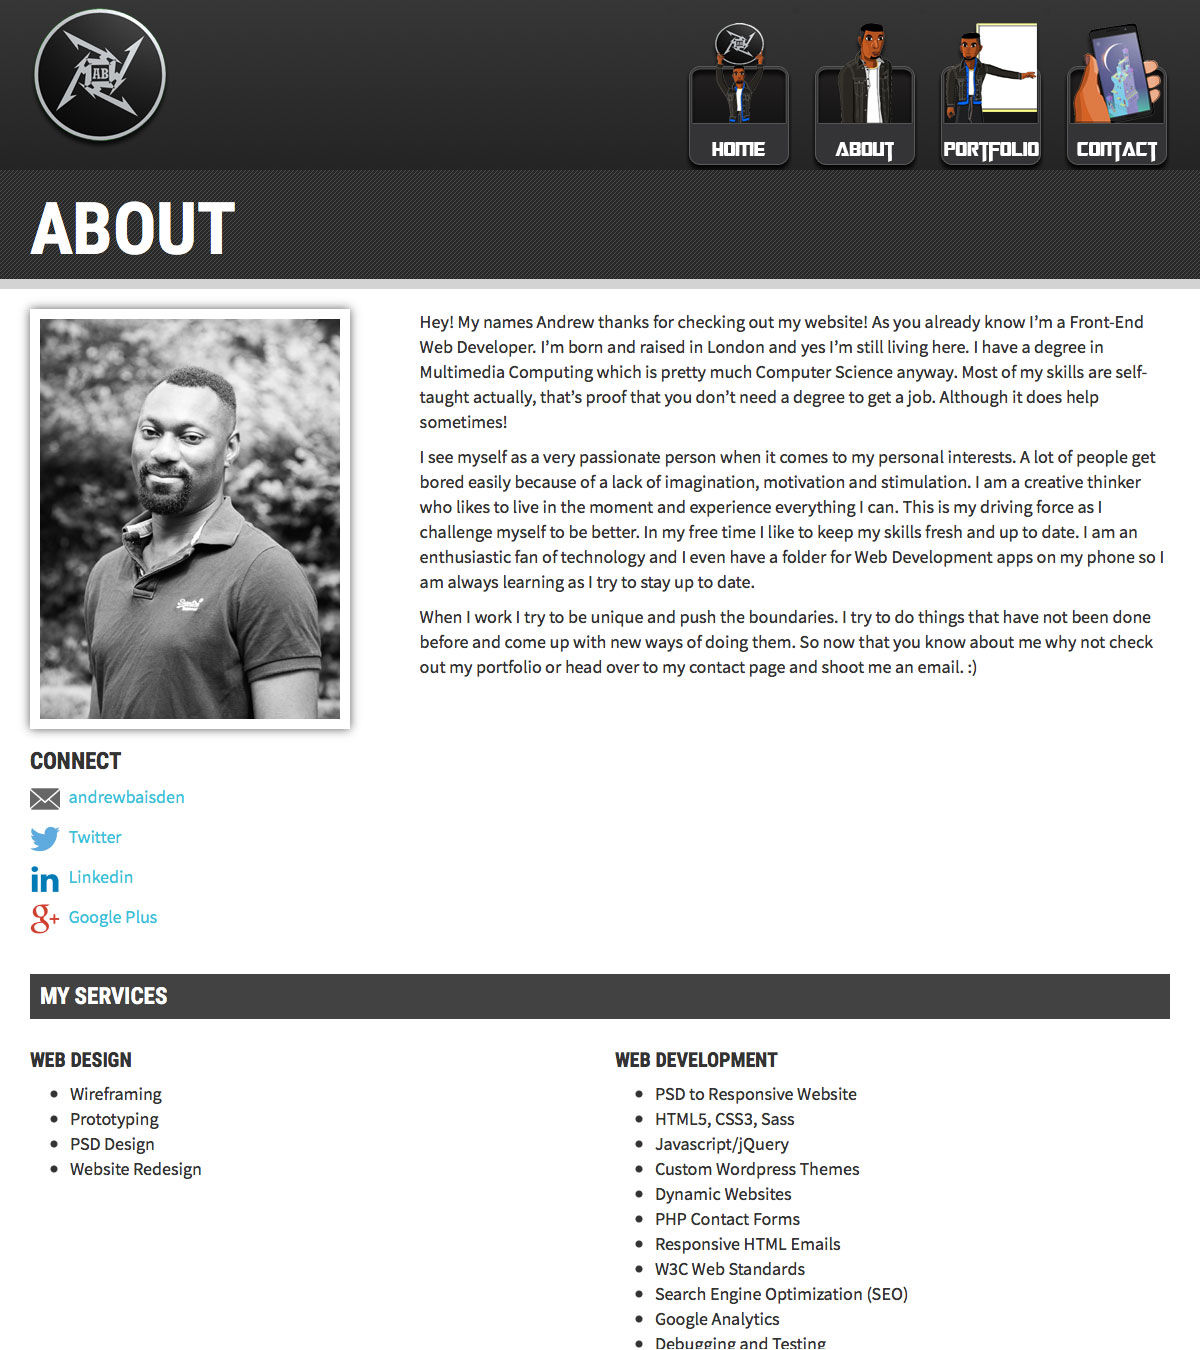 AB
HOME
ABOUT
PORTFOLIO
CONTACT
ABOUT
Hey! My names Andrew thanks for checking out my website! As you already know I’m a Front-End
Web Developer. I’m born and raised in London and yes I’m still living here. I have a degree in
Multimedia Computing which is pretty much Computer Science anyway. Most of my skills are self-
taught actually, that’s proof that you don’t need a degree to get a job. Although it does help
sometimes!
I see myself as a very passionate person when it comes to my personal interests. A lot of people get
bored easily because of a lack of imagination, motivation and stimulation. I am a creative thinker
who likes to live in the moment and experience everything I can. This is my driving force as I
challenge myself to be better. In my free time I like to keep my skills fresh and up to date. I am an
enthusiastic fan of technology and I even have a folder for Web Development apps on my phone so I
am always learning as I try to stay up to date.
When I work I try to be unique and push the boundaries. I try to do things that have not been done
before and come up with new ways of doing them. So now that you know about me why not check
out my portfolio or head over to my contact page and shoot me an email. :)
CONNECT
andrewbaisden
Twitter
Linkedin
Google Plus
MY SERVICES
WEB DESIGN
Wireframing
Prototyping
PSD Design
Website Redesign
WEB DEVELOPMENT
PSD to Responsive Website
HTML5, CSS3, Sass
Javascript/jQuery
Custom Wordpress Themes
Dynamic Websites
PHP Contact Forms
Responsive HTML Emails
W3C Web Standards
Search Engine Optimization (SEO)
Google Analytics
Debugging and Testing